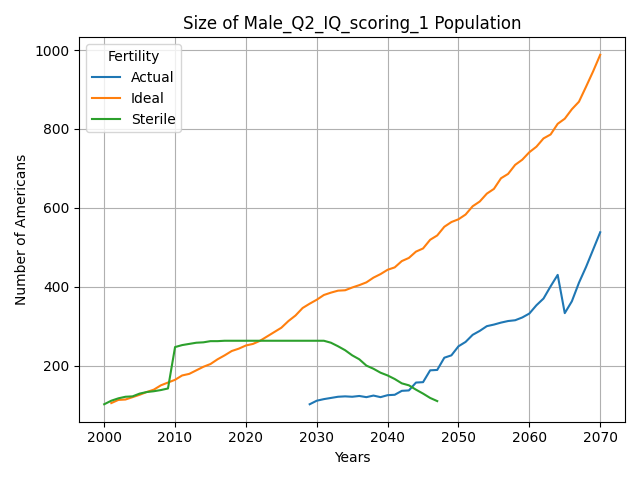 Size of Male_Q2_IQ_scoring_1 Population
Fertility
Actual
Ideal
Sterile
Number of Americans
1000
800
600
400
200
2000 2010 2020 2030 2040 2050 2060 2070
Years